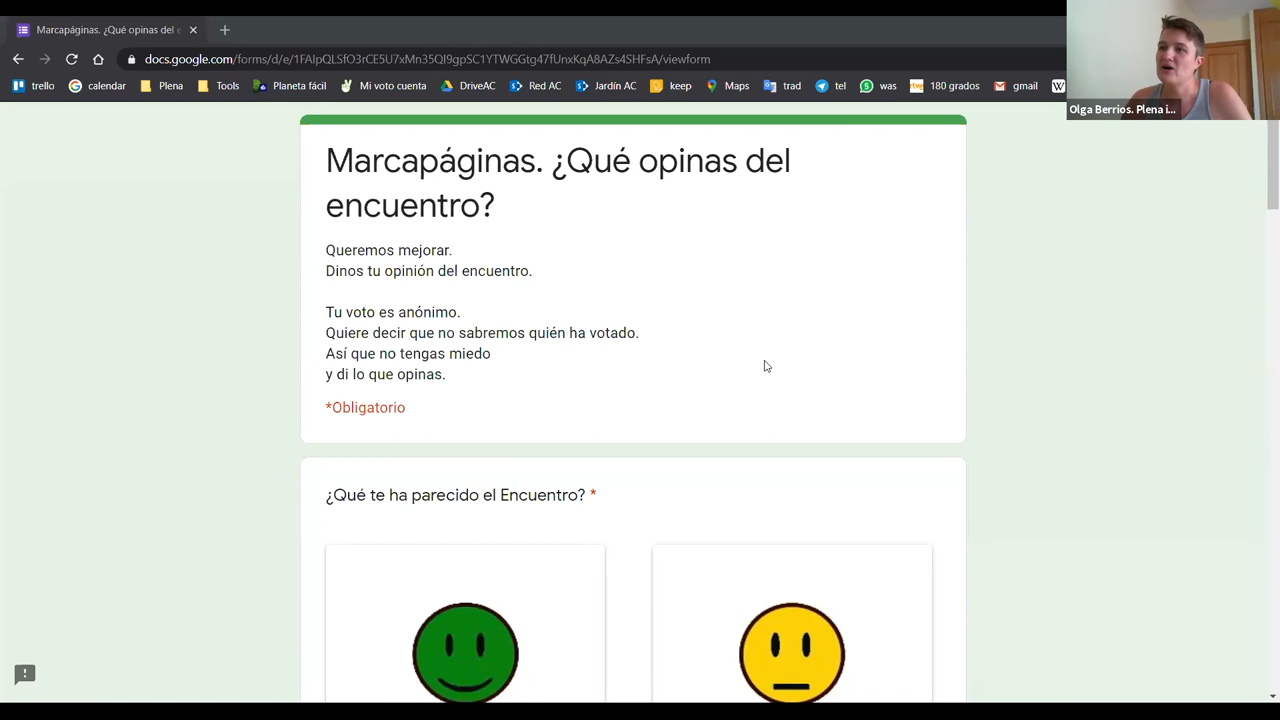 Marcapáginas. ¿Qué opinas del e
docs.google.com/forms/d/e/1FAIpQLSfO3rCE5U7xMn35QI9gpSC1YTWGGtg47fUnxKqA8AZs4SHFsA/viewform
trello calendar Plena Tools Planeta fácil Mi voto cuenta DriveAC Red AC Jardín AC keep Maps trad tel was rtve 180 grados gmail W
Olga Berrios. Plena i...
Marcapáginas. ¿Qué opinas del
encuentro?
Queremos mejorar.
Dinos tu opinión del encuentro.
Tu voto es anónimo.
Quiere decir que no sabremos quién ha votado.
Así que no tengas miedo
y di lo que opinas.
*Obligatorio
¿Qué te ha parecido el Encuentro? *